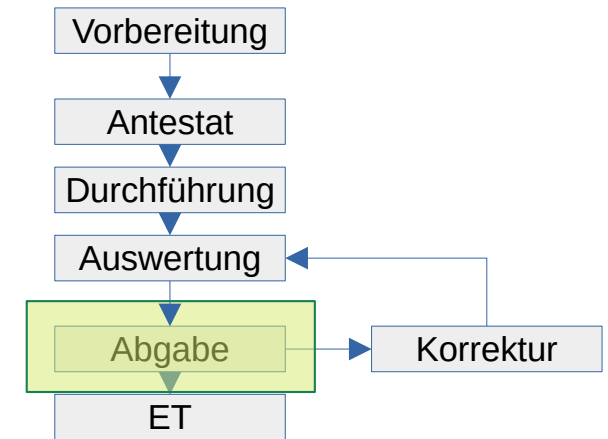 Vorbereitung
Antestat
Durchführung
Auswertung
Abgabe
Korrektur
ET